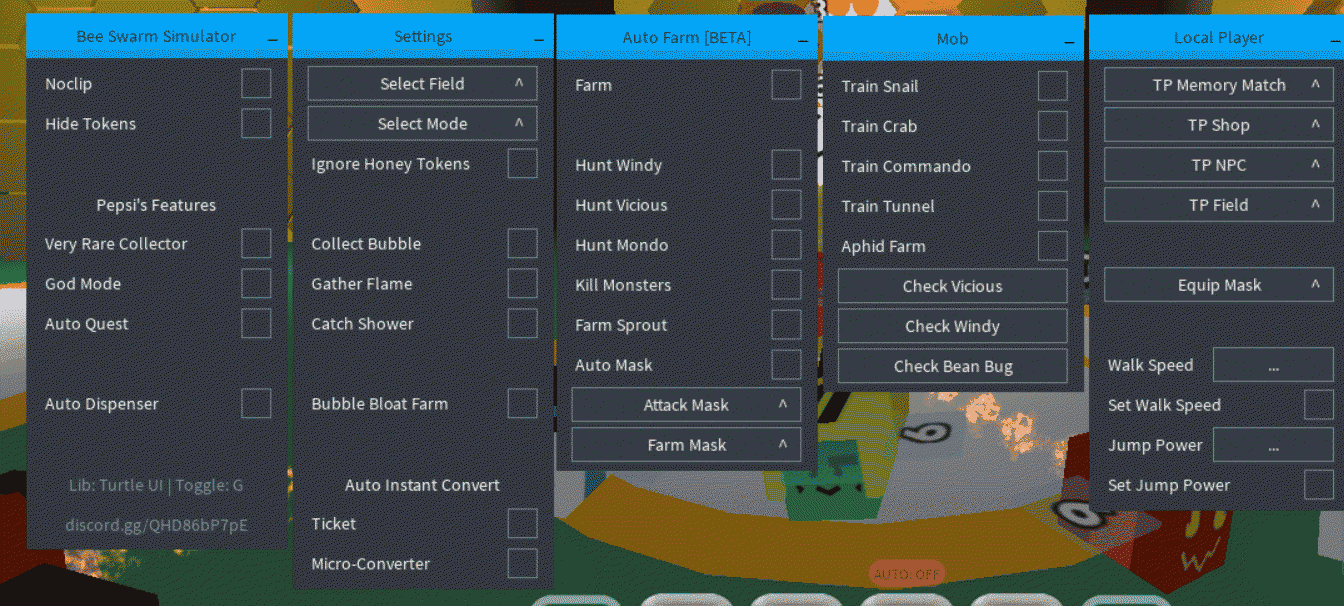 Bee Swarm Simulator _
Noclip
Hide Tokens
Pepsi's Features
Very Rare Collector
God Mode
Auto Quest
Auto Dispenser
Lib: Turtle UI | Toggle: G
discord.gg/QHD86bP7pE
Settings _
Select Field ^
Select Mode ^
Ignore Honey Tokens
Collect Bubble
Gather Flame
Catch Shower
Bubble Bloat Farm
Auto Instant Convert
Ticket
Micro-Converter
Auto Farm [BETA] _
Farm
Hunt Windy
Hunt Vicious
Hunt Mondo
Kill Monsters
Farm Sprout
Auto Mask
Attack Mask ^
Farm Mask ^
Mob _
Train Snail
Train Crab
Train Commando
Train Tunnel
Aphid Farm
Check Vicious
Check Windy
Check Bean Bug
Local Player _
TP Memory Match ^
TP Shop ^
TP NPC ^
TP Field ^
Equip Mask ^
Walk Speed ...
Set Walk Speed
Jump Power ...
Set Jump Power
AUTO: OFF